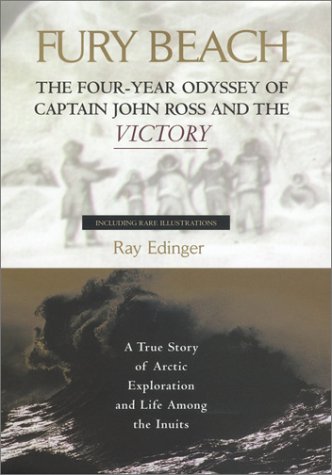 FURY BEACH
THE FOUR-YEAR ODYSSEY OF
CAPTAIN JOHN ROSS AND THE
VICTORY
INCLUDING RARE ILLUSTRATIONS
Ray Edinger
A True Story
of Arctic
Exploration
and Life Among
the Inuits